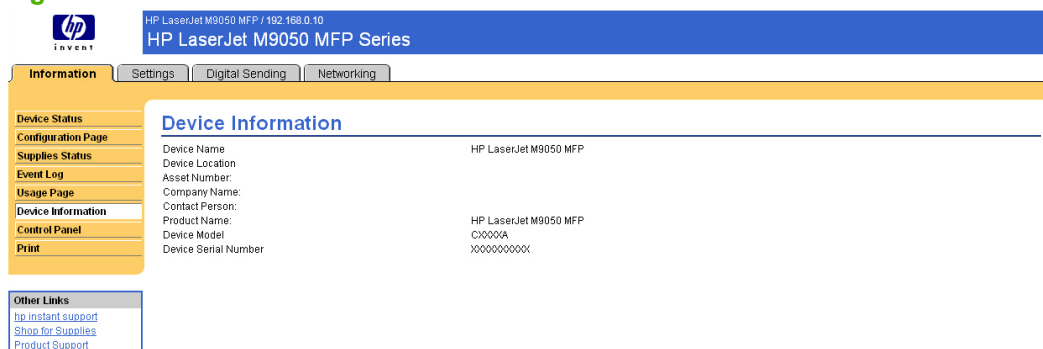 hp
invent
HP LaserJet M9050 MFP / 192.168.0.10
HP LaserJet M9050 MFP Series
Information Settings Digital Sending Networking
Device Status
Configuration Page
Supplies Status
Event Log
Usage Page
Device Information
Control Panel
Print
Device Information
Device Name HP LaserJet M9050 MFP
Device Location
Asset Number:
Company Name:
Contact Person:
Product Name: HP LaserJet M9050 MFP
Device Model CXXXXA
Device Serial Number XXXXXXXXXX
Other Links
hp instant support
Shop for Supplies
Product Support